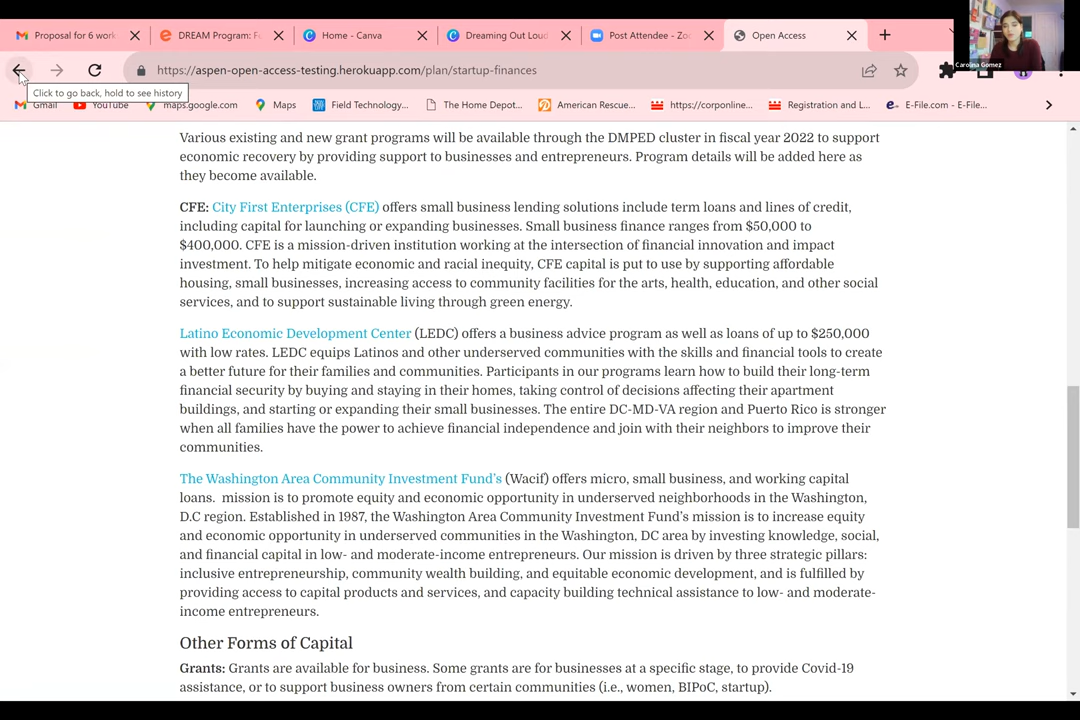 Proposal for 6 work
DREAM Program: Fo
Home - Canva
Dreaming Out Loud
Post Attendee - Zoo
Open Access
Carolina Gomez
https://aspen-open-access-testing.herokuapp.com/plan/startup-finances
Click to go back, hold to see history
Gmail
YouTube
maps.google.com
Maps
Field Technology...
The Home Depot...
American Rescue...
https://corponline...
Registration and L...
E-File.com - E-File...
Various existing and new grant programs will be available through the DMPED cluster in fiscal year 2022 to support
economic recovery by providing support to businesses and entrepreneurs. Program details will be added here as
they become available.
CFE: City First Enterprises (CFE) offers small business lending solutions include term loans and lines of credit,
including capital for launching or expanding businesses. Small business finance ranges from $50,000 to
$400,000. CFE is a mission-driven institution working at the intersection of financial innovation and impact
investment. To help mitigate economic and racial inequity, CFE capital is put to use by supporting affordable
housing, small businesses, increasing access to community facilities for the arts, health, education, and other social
services, and to support sustainable living through green energy.
Latino Economic Development Center (LEDC) offers a business advice program as well as loans of up to $250,000
with low rates. LEDC equips Latinos and other underserved communities with the skills and financial tools to create
a better future for their families and communities. Participants in our programs learn how to build their long-term
financial security by buying and staying in their homes, taking control of decisions affecting their apartment
buildings, and starting or expanding their small businesses. The entire DC-MD-VA region and Puerto Rico is stronger
when all families have the power to achieve financial independence and join with their neighbors to improve their
communities.
The Washington Area Community Investment Fund's (Wacif) offers micro, small business, and working capital
loans.  mission is to promote equity and economic opportunity in underserved neighborhoods in the Washington,
D.C region. Established in 1987, the Washington Area Community Investment Fund's mission is to increase equity
and economic opportunity in underserved communities in the Washington, DC area by investing knowledge, social,
and financial capital in low- and moderate-income entrepreneurs. Our mission is driven by three strategic pillars:
inclusive entrepreneurship, community wealth building, and equitable economic development, and is fulfilled by
providing access to capital products and services, and capacity building technical assistance to low- and moderate-
income entrepreneurs.
Other Forms of Capital
Grants: Grants are available for business. Some grants are for businesses at a specific stage, to provide Covid-19
assistance, or to support business owners from certain communities (i.e., women, BIPoC, startup).